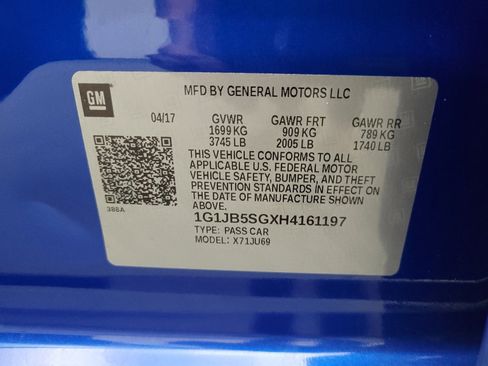 GM
MFD BY GENERAL MOTORS LLC
04/17 GVWR GAWR FRT GAWR RR
1699 KG 909 KG 789 KG
3745 LB 2005 LB 1740 LB
THIS VEHICLE CONFORMS TO ALL
APPLICABLE U.S. FEDERAL MOTOR
VEHICLE SAFETY, BUMPER, AND THEFT
PREVENTION STANDARDS IN EFFECT ON
THE DATE OF MANUFACTURE SHOWN
ABOVE.
388A
1G1JB5SGXH4161197
TYPE: PASS CAR
MODEL: X71JU69